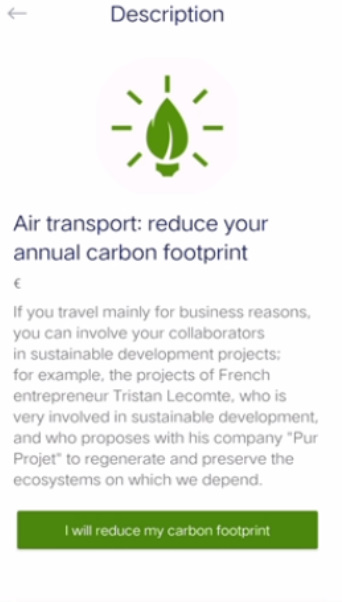 Description
Air transport: reduce your
annual carbon footprint
€
If you travel mainly for business reasons,
you can involve your collaborators
in sustainable development projects;
for example, the projects of French
entrepreneur Tristan Lecomte, who is
very involved in sustainable development,
and who proposes with his company "Pur
Projet" to regenerate and preserve the
ecosystems on which we depend.
I will reduce my carbon footprint